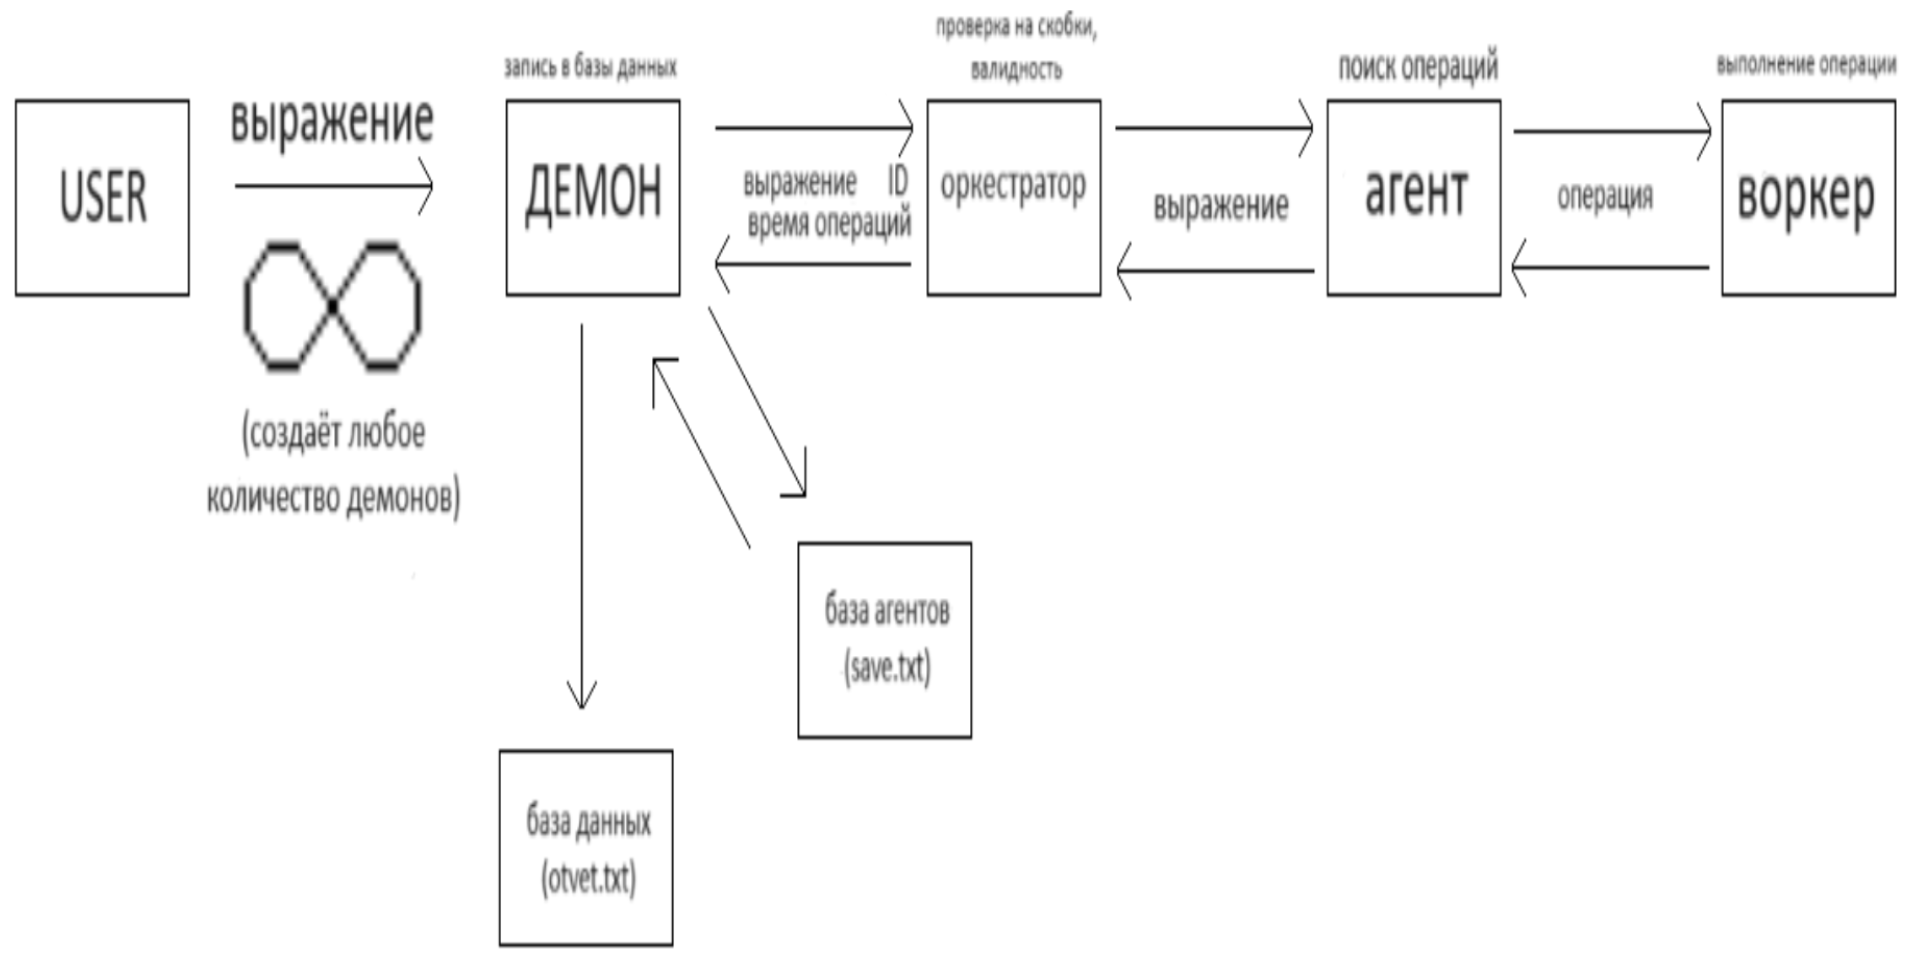 USER
выражение
(создаёт любое
количество демонов)
запись в базы данных
ДЕМОН
выражение ID
время операций
проверка на скобки,
валидность
оркестратор
выражение
поиск операций
агент
операция
выполнение операции
воркер
база агентов
(save.txt)
база данных
(otvet.txt)